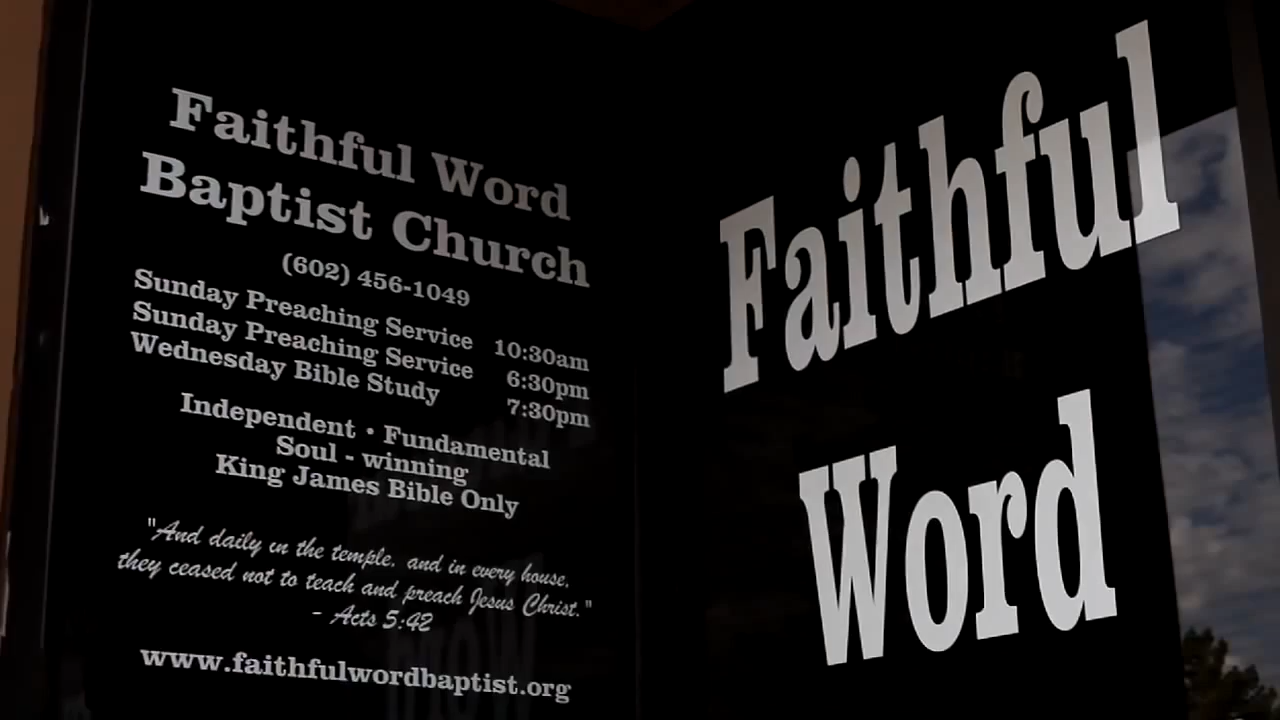 Faithful Word
Baptist Church
(602) 456-1049
Sunday Preaching Service 10:30am
Sunday Preaching Service 6:30pm
Wednesday Bible Study 7:30pm
Independent • Fundamental
Soul - winning
King James Bible Only
"And daily in the temple, and in every house,
they ceased not to teach and preach Jesus Christ."
- Acts 5:42
www.faithfulwordbaptist.org
Faithful
Word